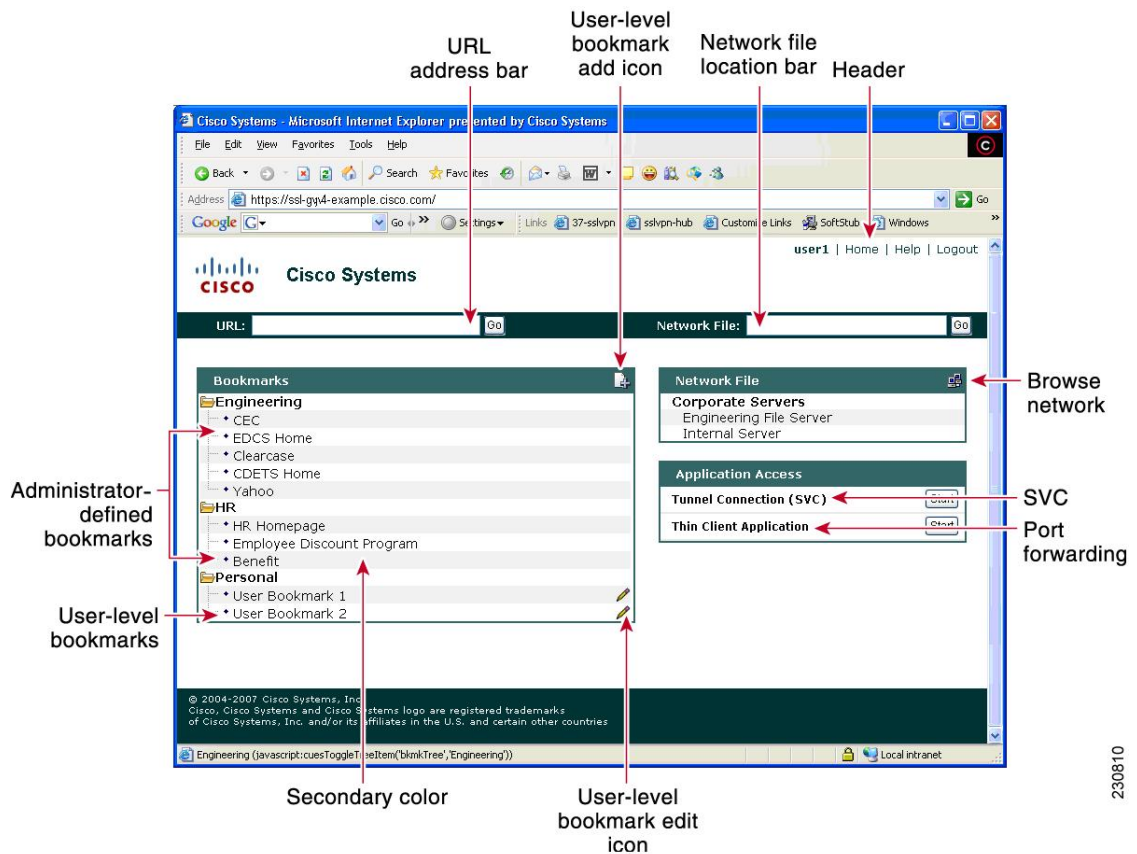 User-level
bookmark
add icon
URL
address bar
Network file
location bar
Header
Cisco Systems - Microsoft Internet Explorer presented by Cisco Systems
File Edit View Favorites Tools Help
Back Search Favorites
Address https://ssl-gw4-example.cisco.com/ Go
Google G Go Settings Links 37-sslvpn sslvpn-hub Customize Links SoftStub Windows
user1 | Home | Help | Logout
CISCO
Cisco Systems
URL: Go Network File: Go
Bookmarks
Engineering
CEC
EDCS Home
Clearcase
CDETS Home
Yahoo
HR
HR Homepage
Employee Discount Program
Benefit
Personal
User Bookmark 1
User Bookmark 2
Network File
Corporate Servers
Engineering File Server
Internal Server
Application Access
Tunnel Connection (SVC) Start
Thin Client Application Start
Browse
network
SVC
Port
forwarding
Administrator-
defined
bookmarks
User-level
bookmarks
© 2004-2007 Cisco Systems, Inc
Cisco, Cisco Systems and Cisco Systems logo are registered trademarks
of Cisco Systems, Inc. and/or its affiliates in the U.S. and certain other countries
Engineering (javascript:cuesToggleTreeItem('bkmkTree','Engineering')) Local intranet
Secondary color
User-level
bookmark edit
icon
230810